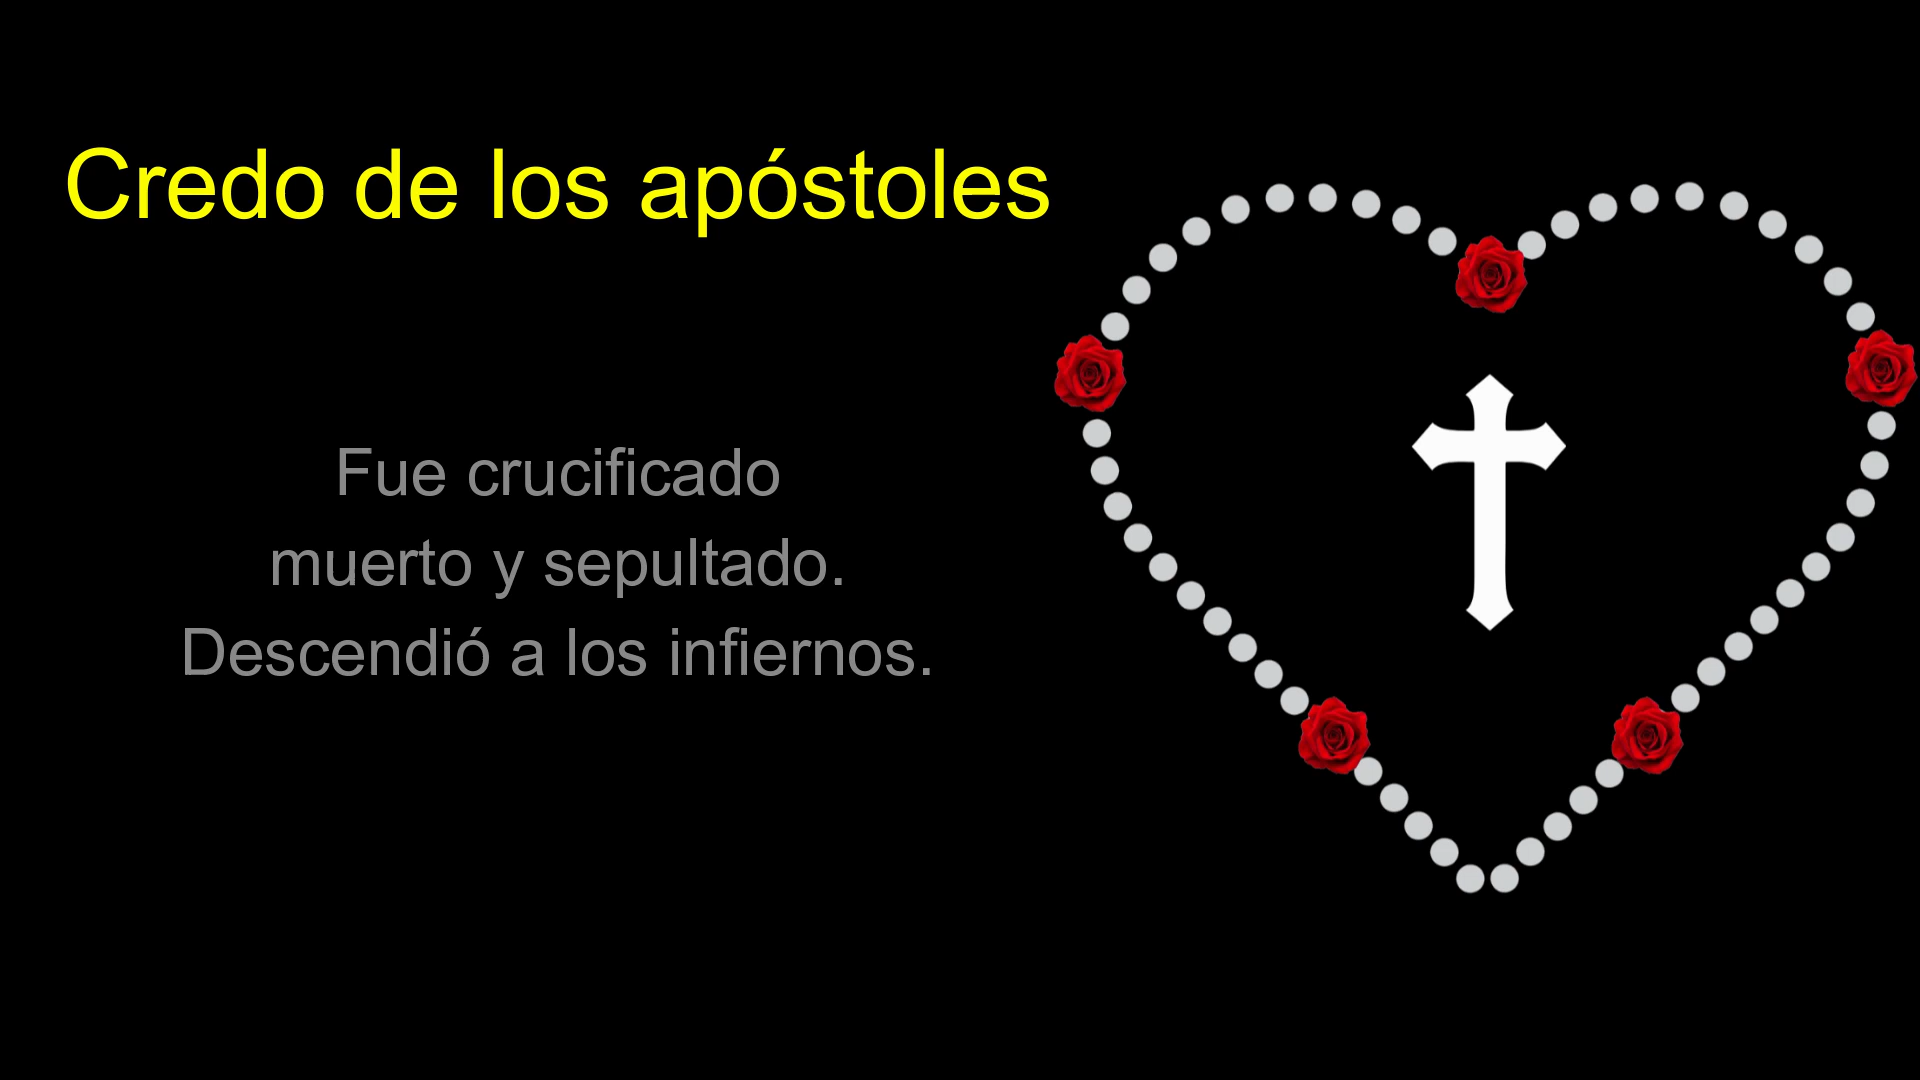 Credo de los apóstoles
Fue crucificado
muerto y sepultado.
Descendió a los infiernos.